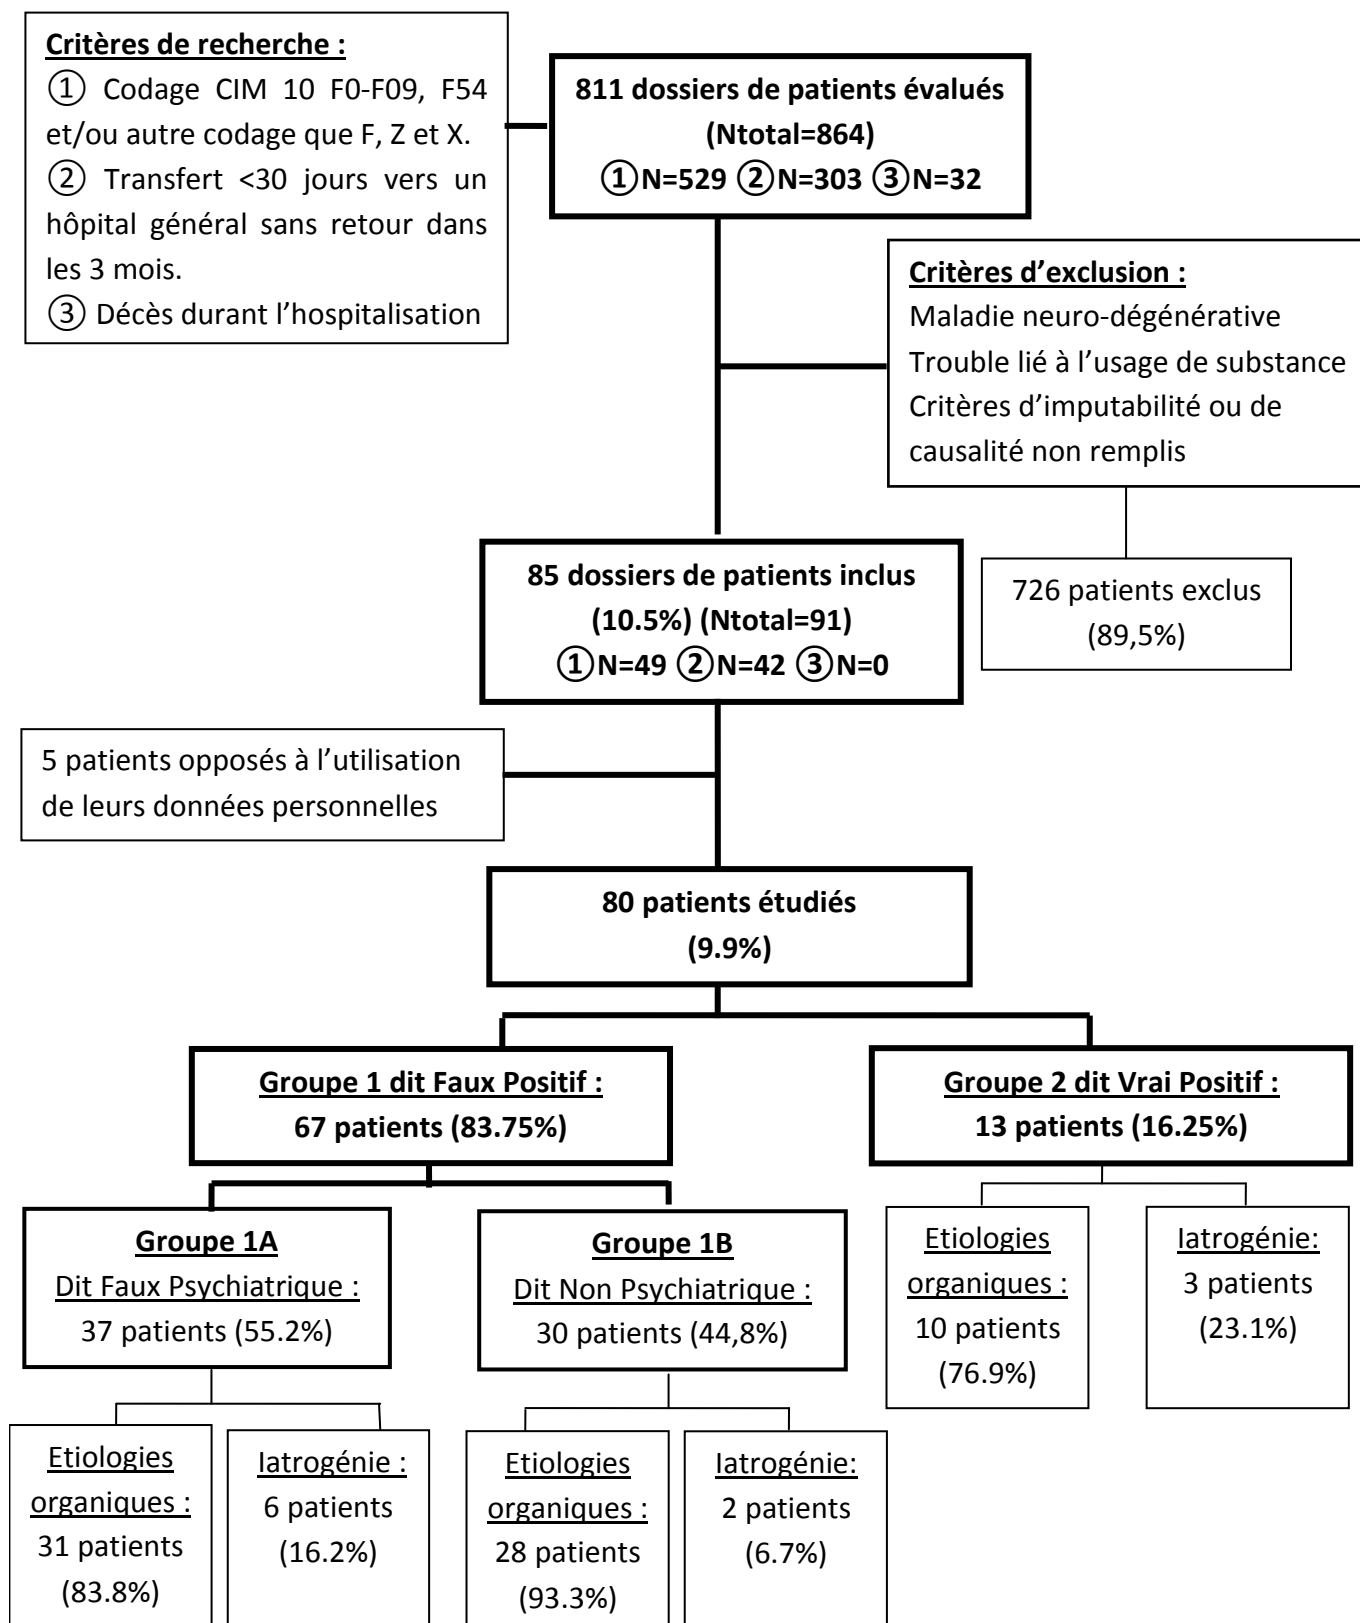 Critères de recherche :
① Codage CIM 10 F0-F09, F54
et/ou autre codage que F, Z et X.
② Transfert <30 jours vers un
hôpital général sans retour dans
les 3 mois.
③ Décès durant l’hospitalisation
811 dossiers de patients évalués
(Ntotal=864)
①N=529 ②N=303 ③N=32
Critères d’exclusion :
Maladie neuro-dégénérative
Trouble lié à l’usage de substance
Critères d’imputabilité ou de
causalité non remplis
726 patients exclus
(89,5%)
85 dossiers de patients inclus
(10.5%) (Ntotal=91)
①N=49 ②N=42 ③N=0
5 patients opposés à l’utilisation
de leurs données personnelles
80 patients étudiés
(9.9%)
Groupe 1 dit Faux Positif :
67 patients (83.75%)
Groupe 2 dit Vrai Positif :
13 patients (16.25%)
Groupe 1A
Dit Faux Psychiatrique :
37 patients (55.2%)
Groupe 1B
Dit Non Psychiatrique :
30 patients (44,8%)
Etiologies
organiques :
10 patients
(76.9%)
Iatrogénie:
3 patients
(23.1%)
Etiologies
organiques :
31 patients
(83.8%)
Iatrogénie :
6 patients
(16.2%)
Etiologies
organiques :
28 patients
(93.3%)
Iatrogénie:
2 patients
(6.7%)